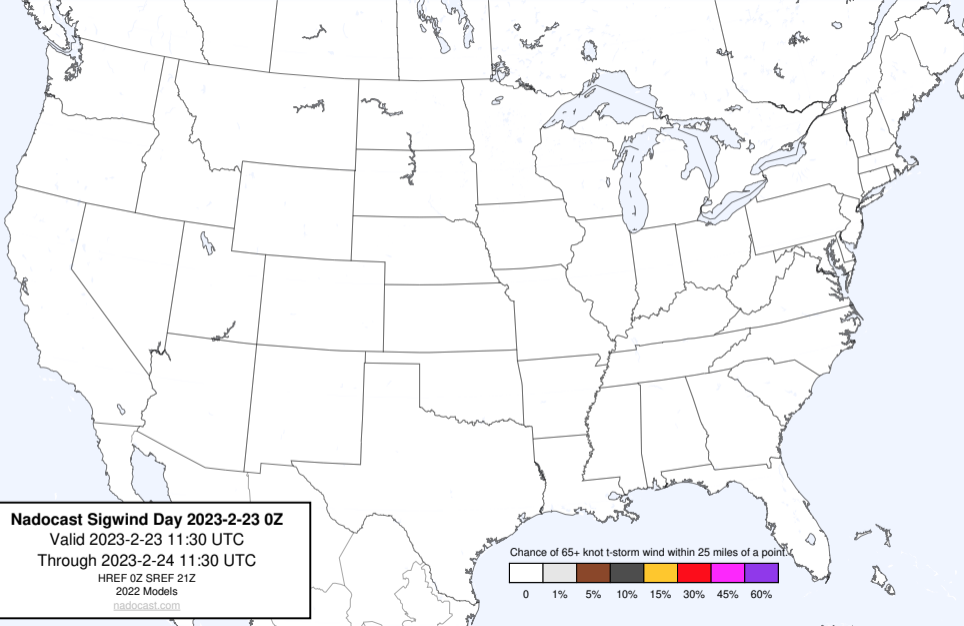 Nadocast Sigwind Day 2023-2-23 0Z
Valid 2023-2-23 11:30 UTC
Through 2023-2-24 11:30 UTC
HREF 0Z SREF 21Z
2022 Models
nadocast.com
Chance of 65+ knot t-storm wind within 25 miles of a point.
0 1% 5% 10% 15% 30% 45% 60%